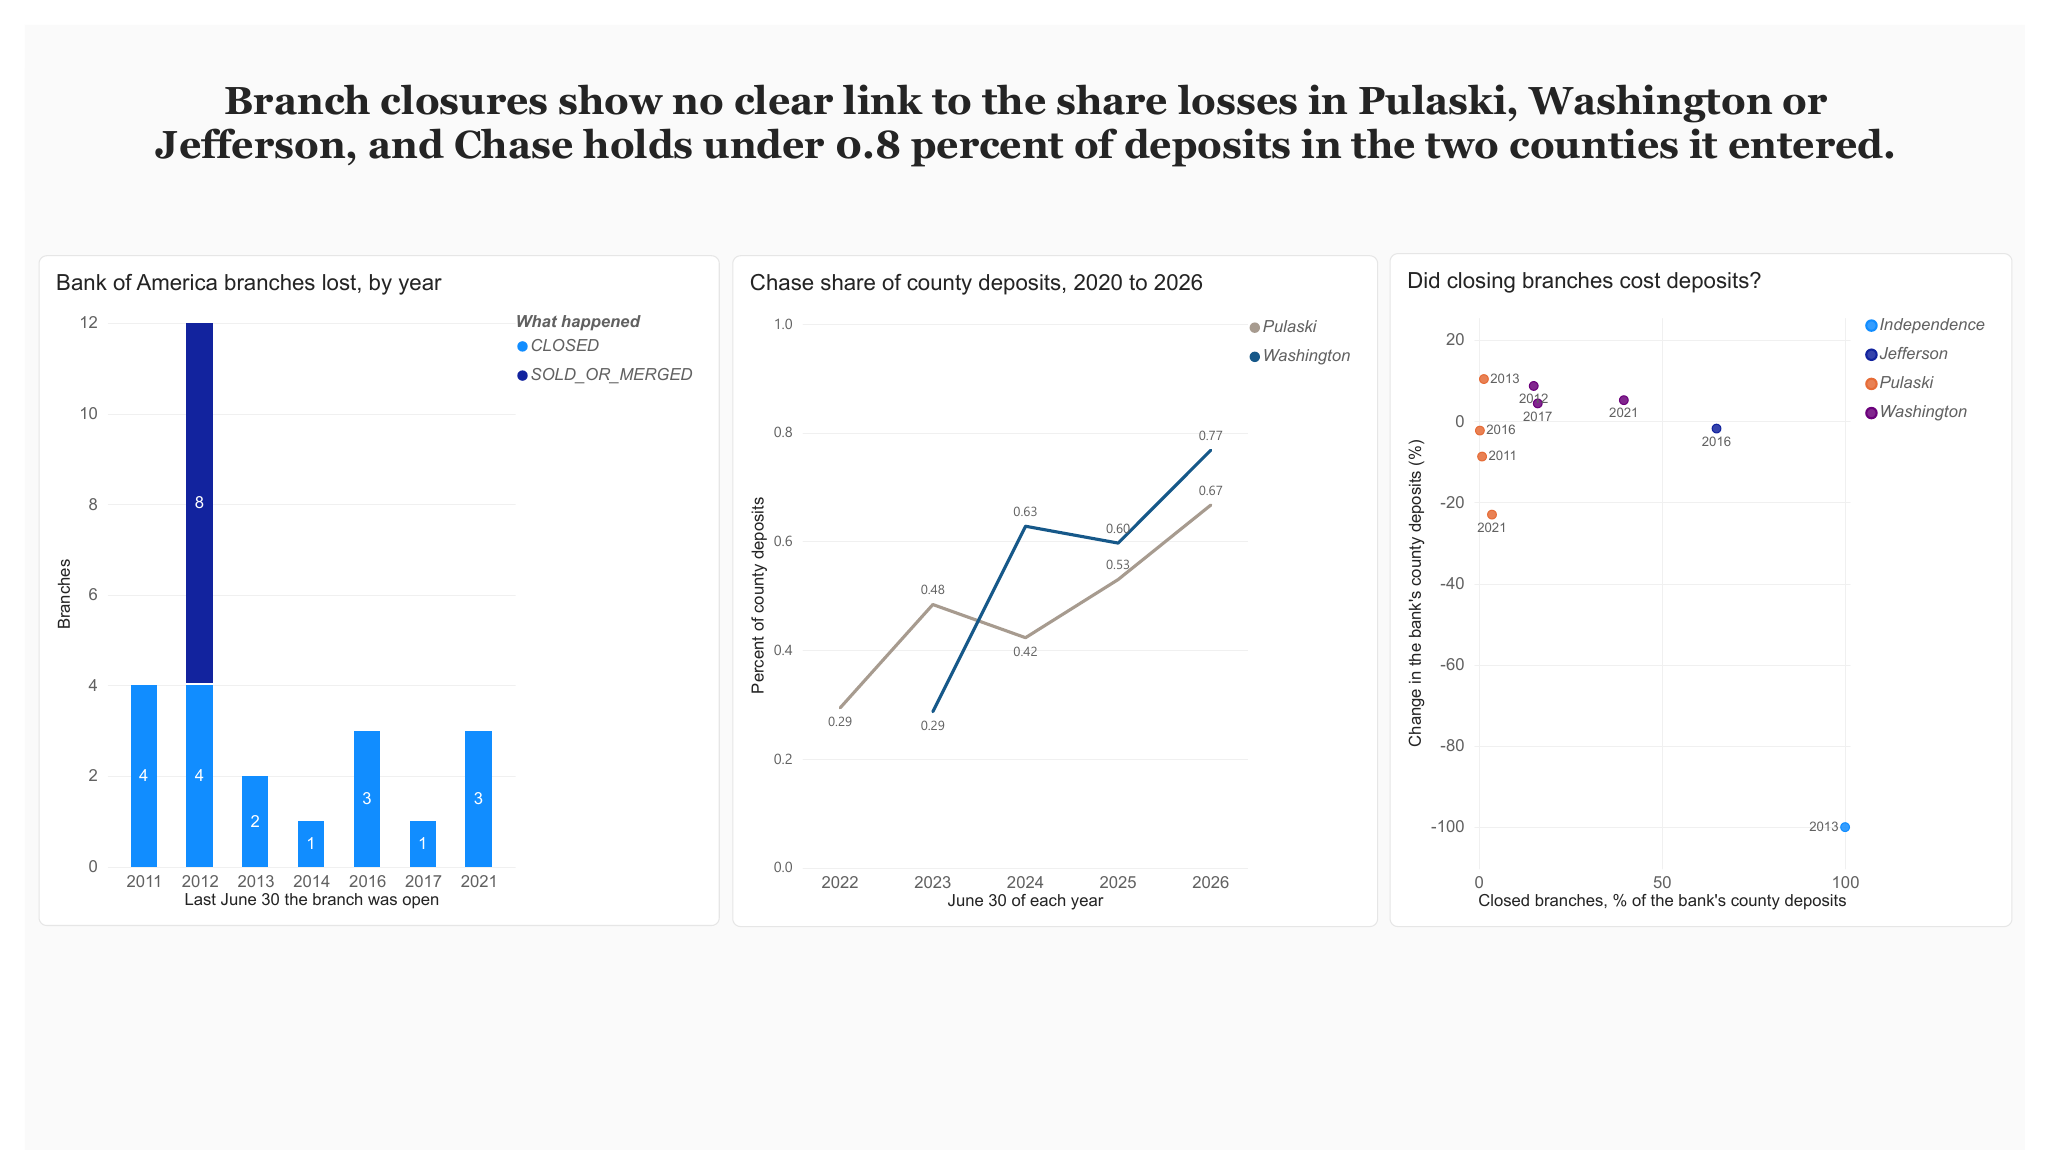 Branch closures show no clear link to the share losses in Pulaski, Washington or
Jefferson, and Chase holds under 0.8 percent of deposits in the two counties it entered.
Bank of America branches lost, by year
What happened
CLOSED
SOLD_OR_MERGED
Branches
12
10
8
6
4
2
0
8
4
4
2
1
3
1
3
2011 2012 2013 2014 2016 2017 2021
Last June 30 the branch was open
Chase share of county deposits, 2020 to 2026
Pulaski
Washington
Percent of county deposits
1.0
0.8
0.6
0.4
0.2
0.0
0.77
0.67
0.63
0.60
0.53
0.48
0.42
0.29
0.29
2022 2023 2024 2025 2026
June 30 of each year
Did closing branches cost deposits?
Independence
Jefferson
Pulaski
Washington
Change in the bank's county deposits (%)
20
0
-20
-40
-60
-80
-100
2013
2012
2017
2021
2016
2016
2011
2021
2013
0 50 100
Closed branches, % of the bank's county deposits